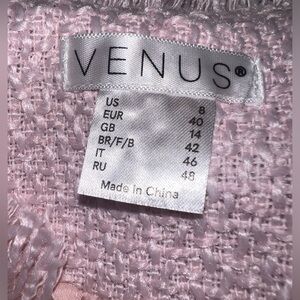 VENUS®
US 8
EUR 40
GB 14
BR/F/B 42
IT 46
RU 48
Made in China